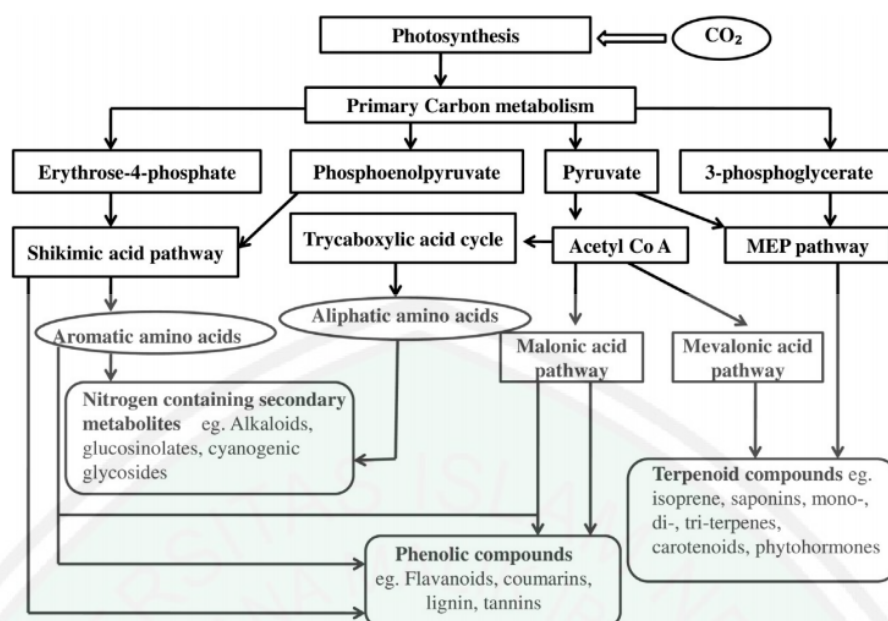 Photosynthesis
CO₂
Primary Carbon metabolism
Erythrose-4-phosphate
Phosphoenolpyruvate
Pyruvate
3-phosphoglycerate
Shikimic acid pathway
Trycaboxylic acid cycle
Acetyl Co A
MEP pathway
Aromatic amino acids
Aliphatic amino acids
Malonic acid
pathway
Mevalonic acid
pathway
Nitrogen containing secondary
metabolites eg. Alkaloids,
glucosinolates, cyanogenic
glycosides
Terpenoid compounds eg.
isoprene, saponins, mono-,
di-, tri-terpenes,
carotenoids, phytohormones
Phenolic compounds
eg. Flavanoids, coumarins,
lignin, tannins